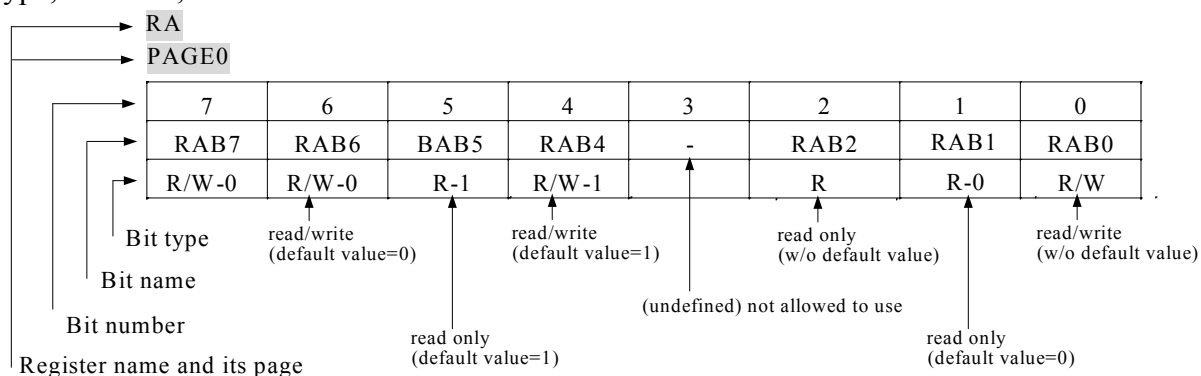 RA
PAGE0
7 6 5 4 3 2 1 0
RAB7 RAB6 BAB5 RAB4 - RAB2 RAB1 RAB0
R/W-0 R/W-0 R-1 R/W-1 R R-0 R/W
Bit type
read/write
(default value=0)
read/write
(default value=1)
read only
(w/o default value)
read/write
(w/o default value)
Bit name
(undefined) not allowed to use
Bit number
read only
(default value=1)
read only
(default value=0)
Register name and its page